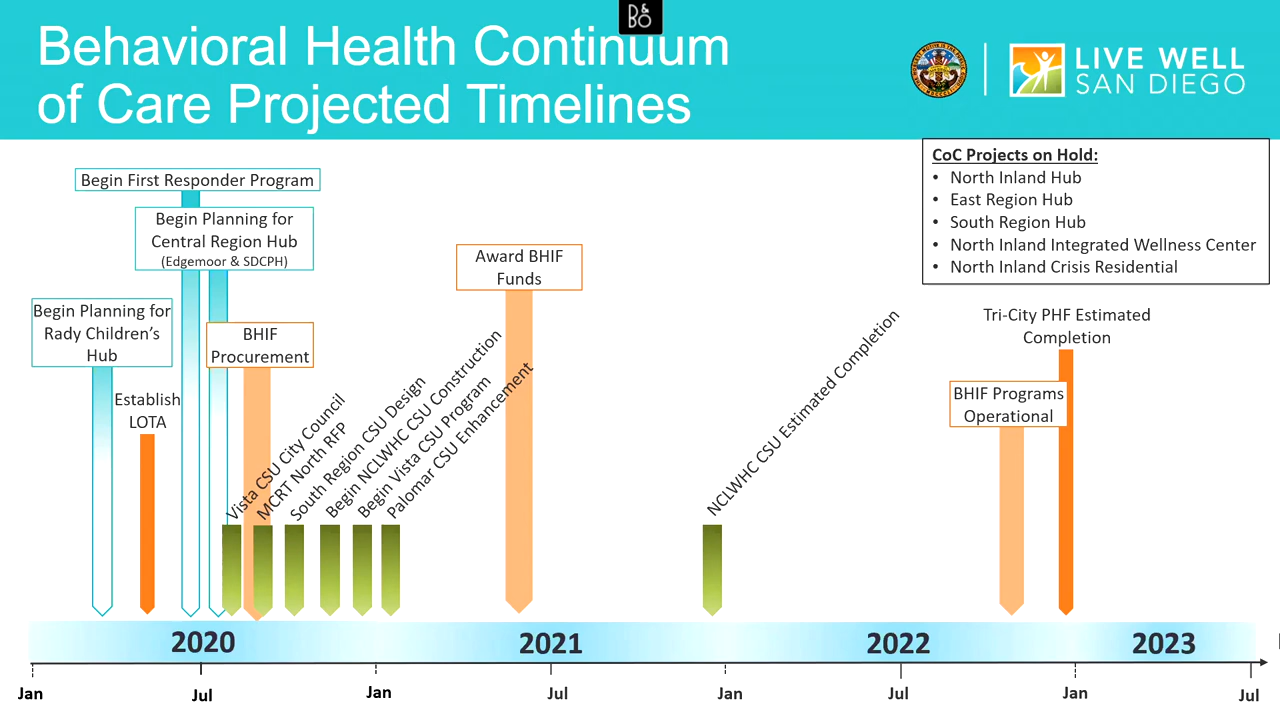 B&O
Behavioral Health Continuum
of Care Projected Timelines
LIVE WELL
SAN DIEGO
CoC Projects on Hold:
• North Inland Hub
• East Region Hub
• South Region Hub
• North Inland Integrated Wellness Center
• North Inland Crisis Residential
Begin First Responder Program
Begin Planning for
Central Region Hub
(Edgemoor & SDCPH)
Begin Planning for
Rady Children's
Hub
BHIF
Procurement
Establish
LOTA
Award BHIF
Funds
Tri-City PHF Estimated
Completion
BHIF Programs
Operational
Vista CSU City Council
MCRT North RFP
South Region CSU Design
Begin NCLWHC CSU Construction
Begin Vista CSU Program
Palomar CSU Enhancement
NCLWHC CSU Estimated Completion
2020
2021
2022
2023
Jan
Jul
Jan
Jul
Jan
Jul
Jan
Jul